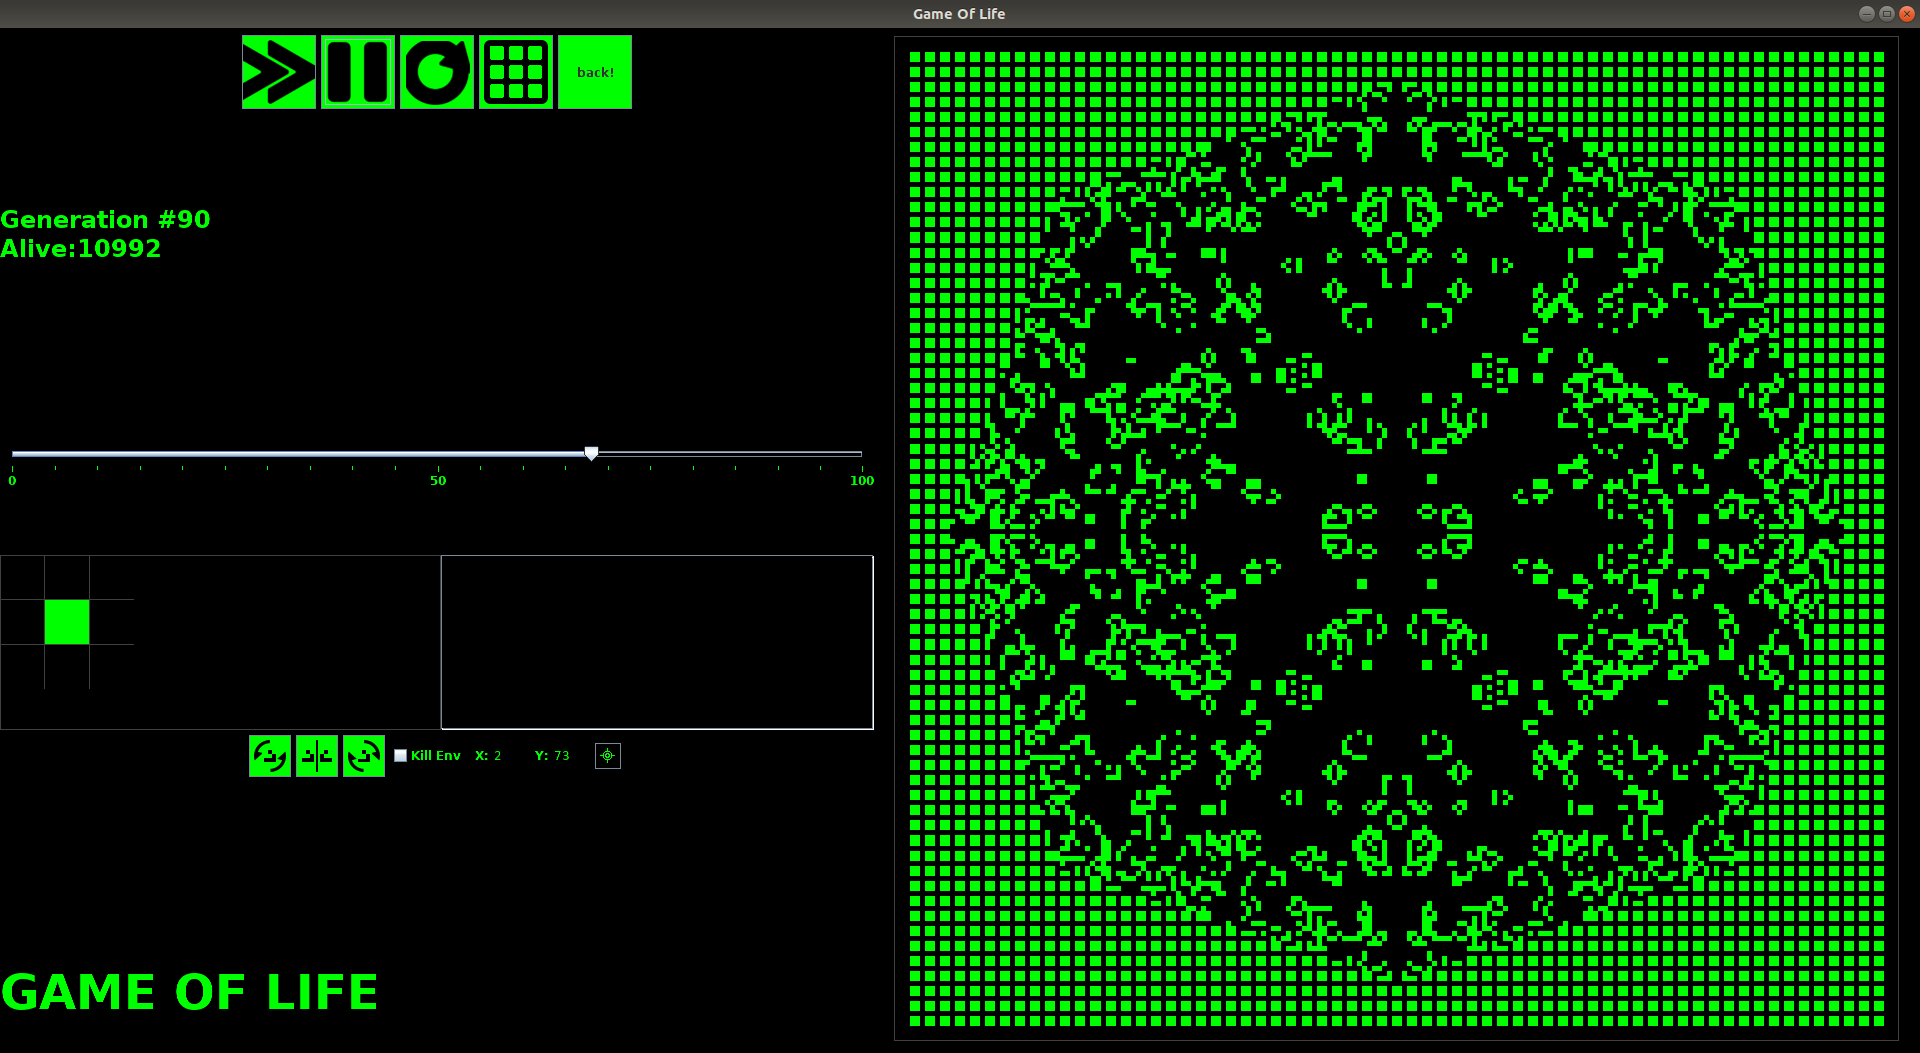 Game Of Life
back!
Generation #90
Alive:10992
0 50 100
Kill Env X: 2 Y: 73
GAME OF LIFE